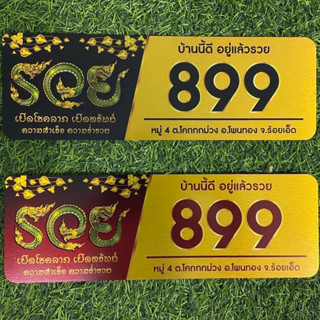 รวย
เปิดโชคลาภ เปิดทรัพย์
ความสำเร็จ ความร่ำรวย
บ้านนี้ดี อยู่แล้วรวย
899
หมู่ 4 ต.โคกกกม่วง อ.โพนทอง จ.ร้อยเอ็ด
รวย
เปิดโชคลาภ เปิดทรัพย์
ความสำเร็จ ความร่ำรวย
บ้านนี้ดี อยู่แล้วรวย
899
หมู่ 4 ต.โคกกกม่วง อ.โพนทอง จ.ร้อยเอ็ด